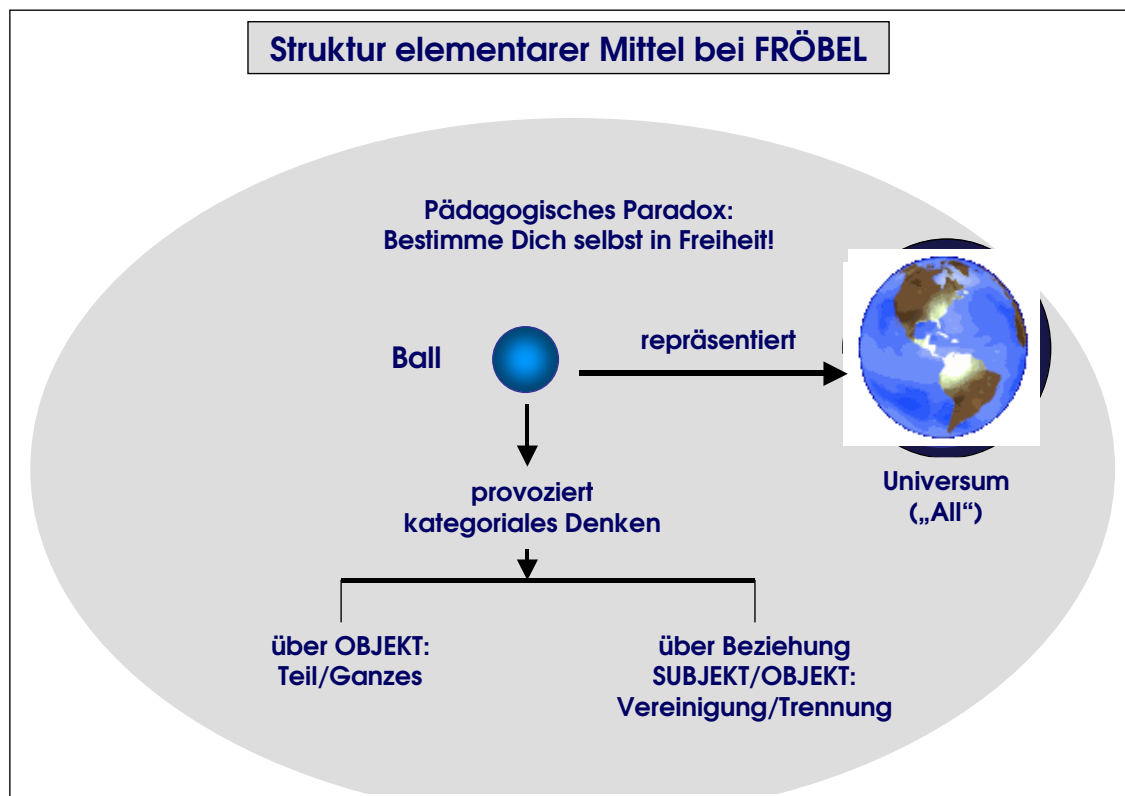 Struktur elementarer Mittel bei FRÖBEL
Pädagogisches Paradox:
Bestimme Dich selbst in Freiheit!
Ball
repräsentiert
Universum
(„All“)
provoziert
kategoriales Denken
über OBJEKT:
Teil/Ganzes
über Beziehung
SUBJEKT/OBJEKT:
Vereinigung/Trennung